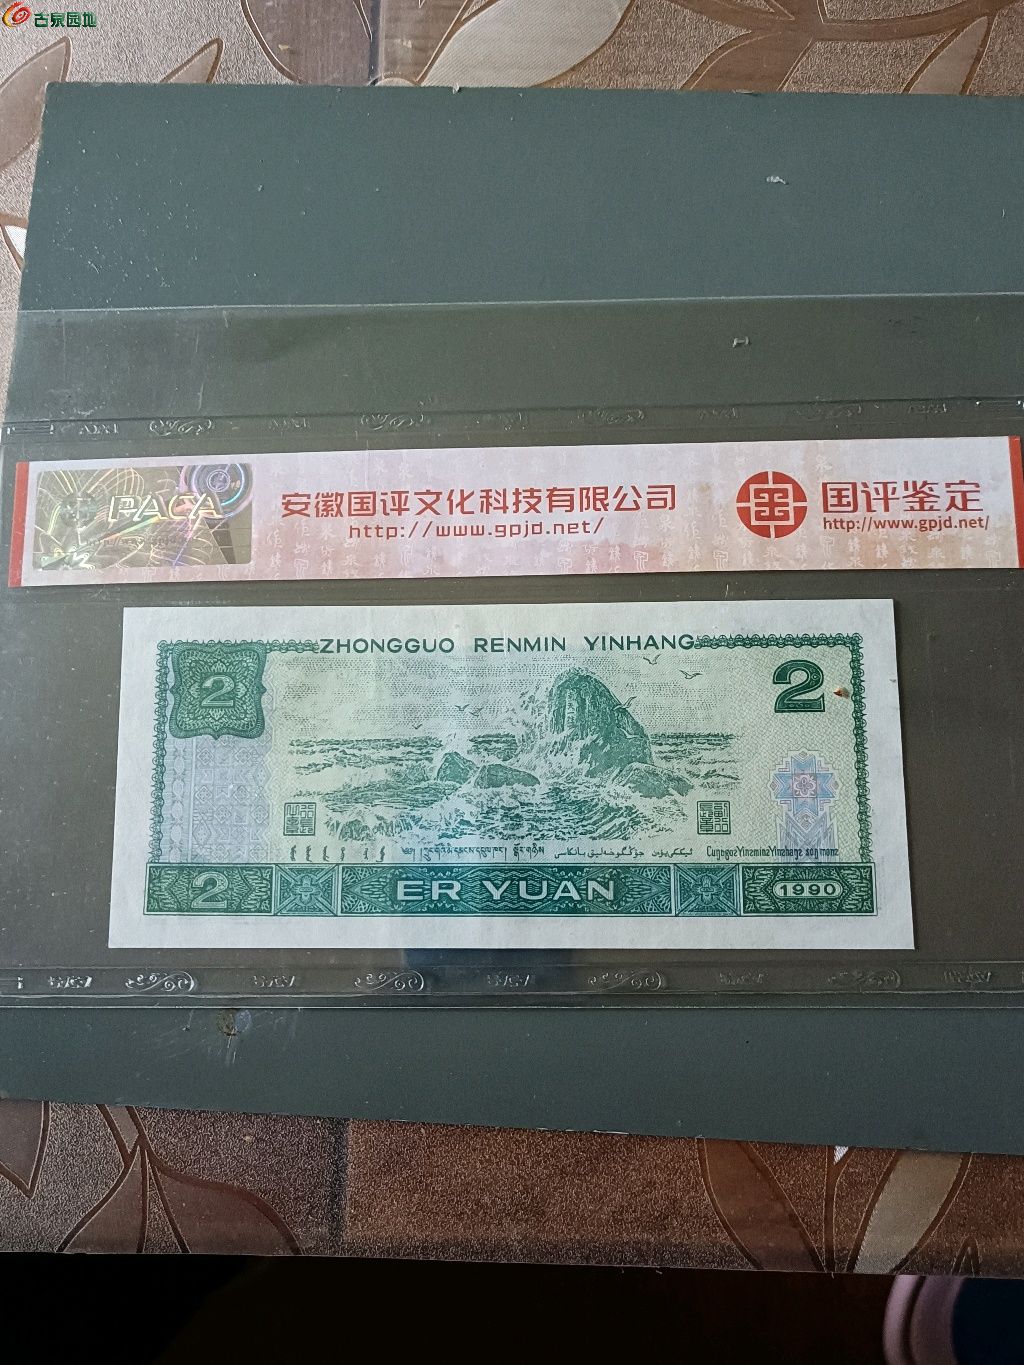 古泉园地
PACA
安徽国评文化科技有限公司
http://www.gpjd.net/
国评鉴定
http://www.gpjd.net/
ZHONGGUO RENMIN YINHANG
2
2
2
ER YUAN
1990